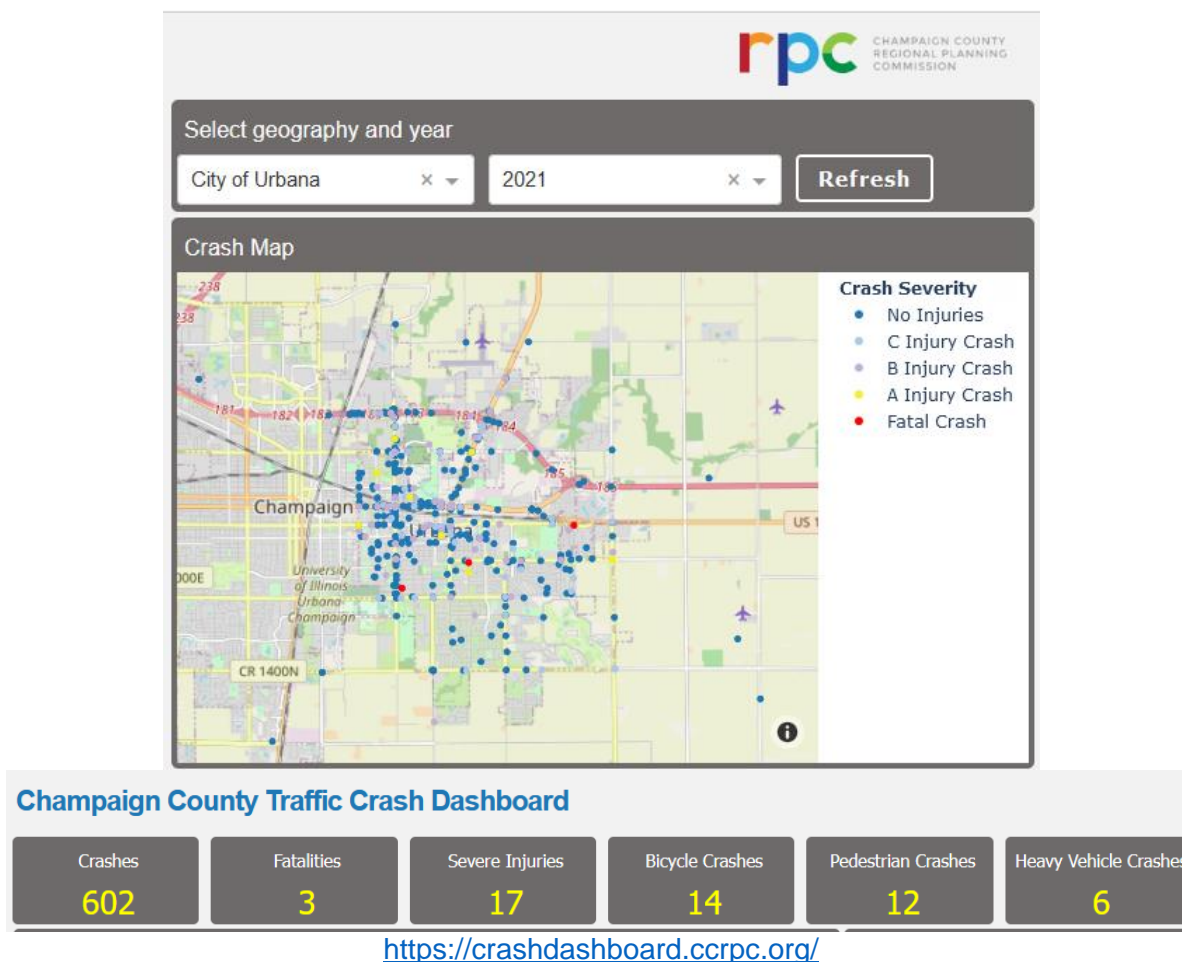 rpc
CHAMPAIGN COUNTY
REGIONAL PLANNING
COMMISSION
Select geography and year
City of Urbana × 2021 × Refresh
Crash Map
238
238
181 182 183 184
184
185
Champaign
Urbana
US 1
000E
University
of Illinois
Urbana-
Champaign
CR 1400N
Crash Severity
No Injuries
C Injury Crash
B Injury Crash
A Injury Crash
Fatal Crash
Champaign County Traffic Crash Dashboard
Crashes Fatalities Severe Injuries Bicycle Crashes Pedestrian Crashes Heavy Vehicle Crashes
602 3 17 14 12 6
https://crashdashboard.ccrpc.org/